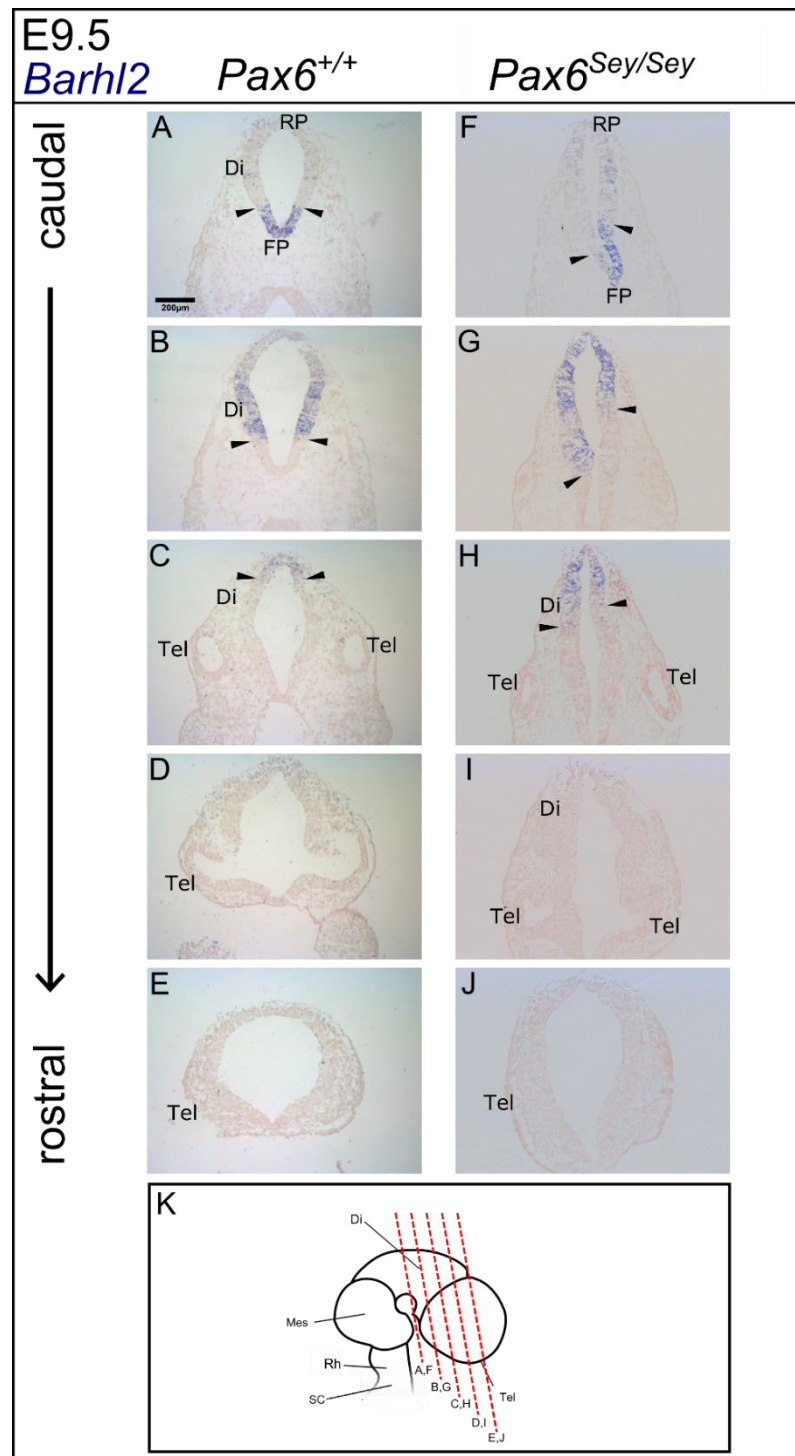 E9.5
Barhl2 Pax6+/+ Pax6Sey/Sey
caudal
rostral
A RP
Di
FP
200µm
F RP
FP
B
Di
G
C
Di
Tel Tel
H
Di
Tel Tel
D
Tel
I
Di
Tel Tel
E
Tel
J
Tel
K
Di
Mes
Rh
SC
A,F
B,G
C,H
D,I
E,J
Tel